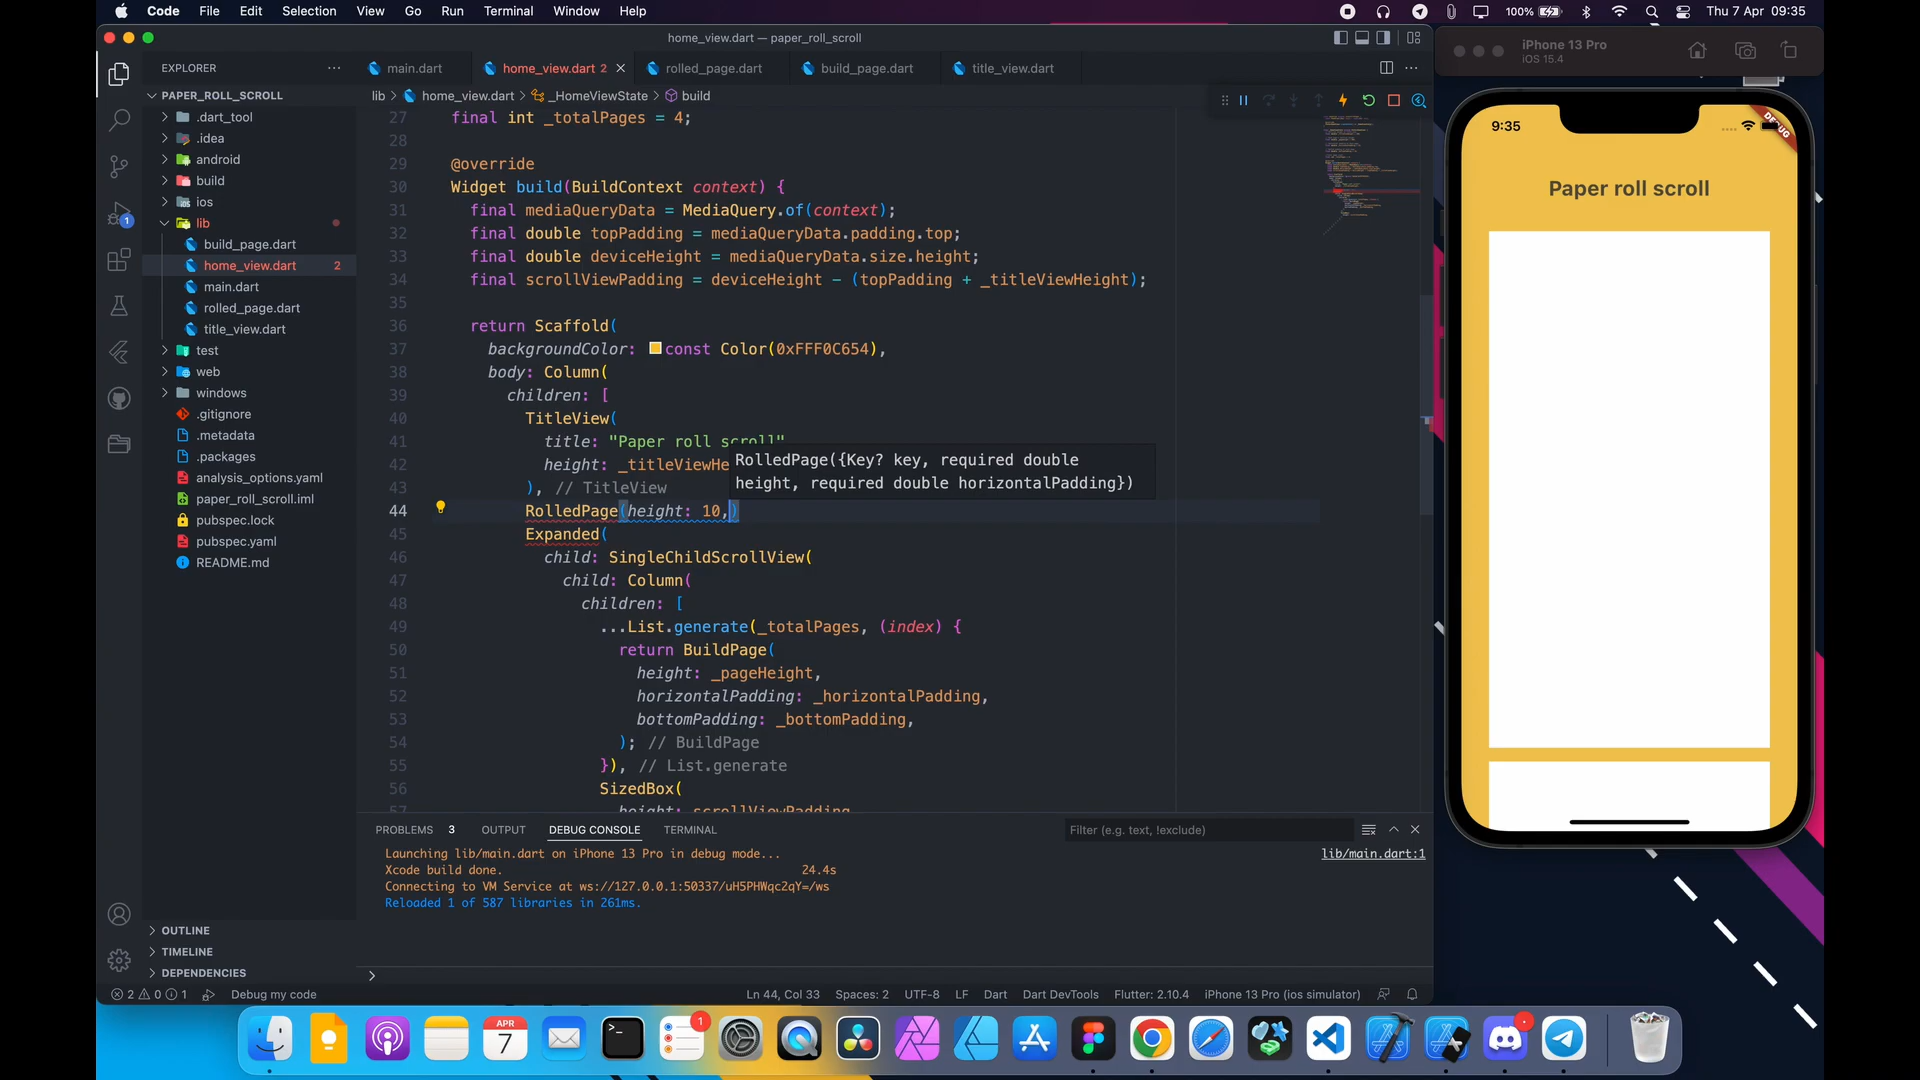 Code File Edit Selection View Go Run Terminal Window Help
100% Thu 7 Apr 09:35
home_view.dart — paper_roll_scroll
iPhone 13 Pro
iOS 15.4
EXPLORER
main.dart
home_view.dart 2
rolled_page.dart
build_page.dart
title_view.dart
PAPER_ROLL_SCROLL
lib > home_view.dart > _HomeViewState > build
.dart_tool
.idea
android
build
ios
lib
build_page.dart
home_view.dart 2
main.dart
rolled_page.dart
title_view.dart
test
web
windows
.gitignore
.metadata
.packages
analysis_options.yaml
paper_roll_scroll.iml
pubspec.lock
pubspec.yaml
README.md
OUTLINE
TIMELINE
DEPENDENCIES
1
27 final int _totalPages = 4;
28
29 @override
30 Widget build(BuildContext context) {
31 final mediaQueryData = MediaQuery.of(context);
32 final double topPadding = mediaQueryData.padding.top;
33 final double deviceHeight = mediaQueryData.size.height;
34 final scrollViewPadding = deviceHeight - (topPadding + _titleViewHeight);
35
36 return Scaffold(
37 backgroundColor: const Color(0xFFF0C654),
38 body: Column(
39 children: [
40 TitleView(
41 title: "Paper roll scroll"
42 height: _titleViewHe
43 ), // TitleView
44 RolledPage(height: 10,)
45 Expanded(
46 child: SingleChildScrollView(
47 child: Column(
48 children: [
49 ...List.generate(_totalPages, (index) {
50 return BuildPage(
51 height: _pageHeight,
52 horizontalPadding: _horizontalPadding,
53 bottomPadding: _bottomPadding,
54 ); // BuildPage
55 }), // List.generate
56 SizedBox(
57 height: scrollViewPadding
RolledPage({Key? key, required double
height, required double horizontalPadding})
PROBLEMS 3 OUTPUT DEBUG CONSOLE TERMINAL
Filter (e.g. text, !exclude)
Launching lib/main.dart on iPhone 13 Pro in debug mode...
lib/main.dart:1
Xcode build done. 24.4s
Connecting to VM Service at ws://127.0.0.1:50337/uH5PHWqc2qY=/ws
Reloaded 1 of 587 libraries in 261ms.
2 0 1 Debug my code
Ln 44, Col 33 Spaces: 2 UTF-8 LF Dart Dart DevTools Flutter: 2.10.4 iPhone 13 Pro (ios simulator)
9:35
DEBUG
Paper roll scroll
APR
7
1